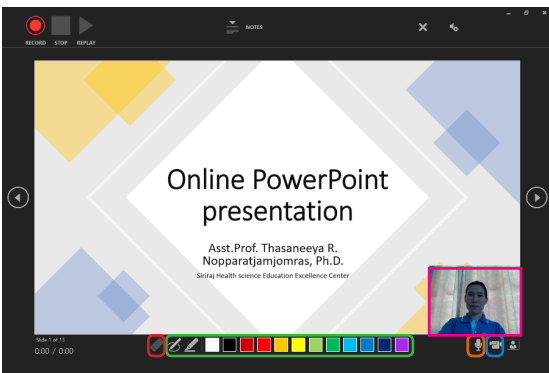 RECORD STOP REPLAY
NOTES
Online PowerPoint
presentation
Asst.Prof. Thasaneeya R.
Nopparatjamjomras, Ph.D.
Siriraj Health science Education Excellence Center
Slide 1 of 13
0:00 / 0:00